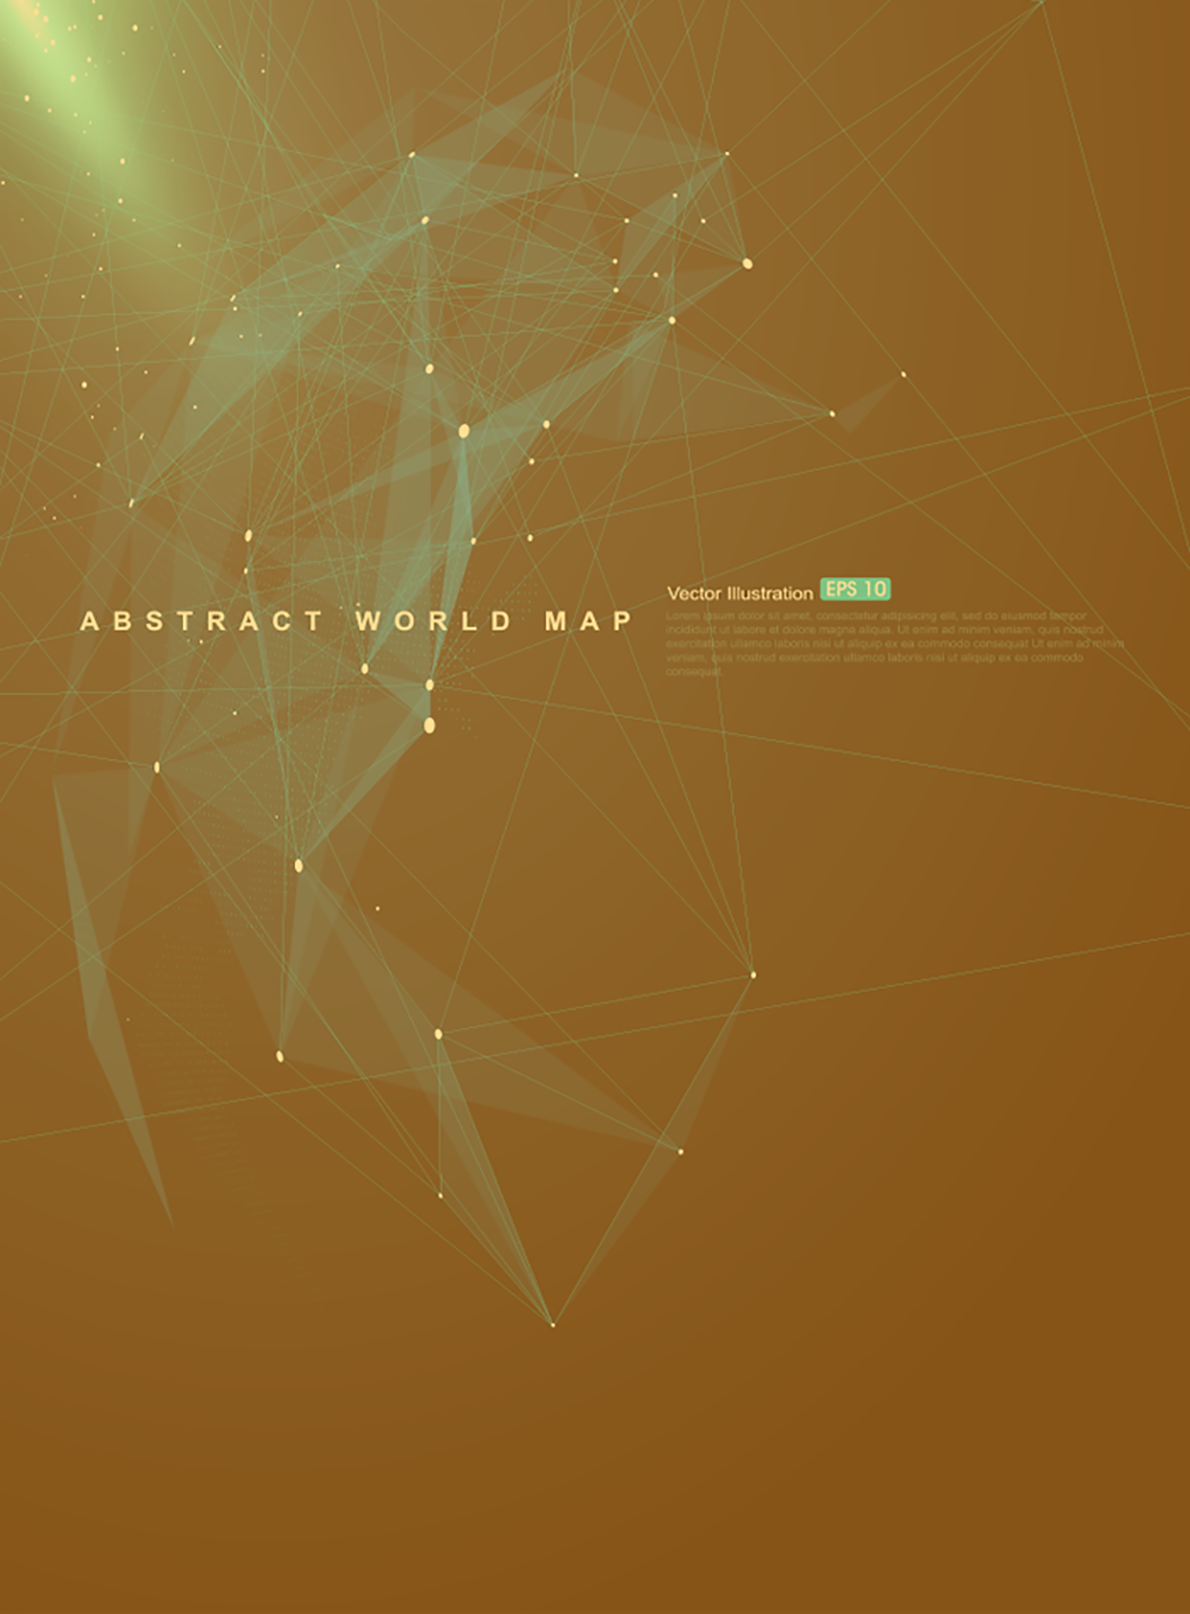 ABSTRACT WORLD MAP
Vector Illustration EPS 10
Lorem ipsum dolor sit amet, consectetur adipisicing elit, sed do eiusmod tempor
incididunt ut labore et dolore magna aliqua. Ut enim ad minim veniam, quis nostrud
exercitation ullamco laboris nisi ut aliquip ex ea commodo consequat Ut enim ad minim
veniam, quis nostrud exercitation ullamco laboris nisi ut aliquip ex ea commodo
consequat.